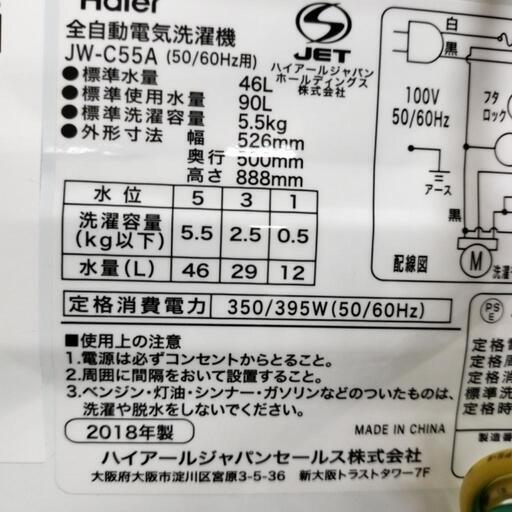 Haier
全自動電気洗濯機
JW-C55A (50/60Hz用)
●標準水量 46L
●標準使用水量 90L
●標準洗濯容量 5.5kg
●外形寸法 幅 526mm
奥行 500mm
高さ 888mm
S
JET
ハイアールジャパン
ホールディングス
株式会社
水位 5 3 1
洗濯容量
(kg以下) 5.5 2.5 0.5
水量(L) 46 29 12
定格消費電力 350/395W(50/60Hz)
白
黒
100V
50/60Hz
フタ
ロック
アース
黒
配線図
M
洗濯
■使用上の注意
1.電源は必ずコンセントからとること。
2.周囲に間隔をおいて設置すること。
3.ベンジン・灯油・シンナー・ガソリンなどのついたものは、
洗濯や脱水をしないでください。
2018年製
MADE IN CHINA
ハイアールジャパンセールス株式会社
大阪府大阪市淀川区宮原3-5-36 新大阪トラストタワー7F
PS
E
定格電
定格周
定格消
標準洗
定格時
製造番